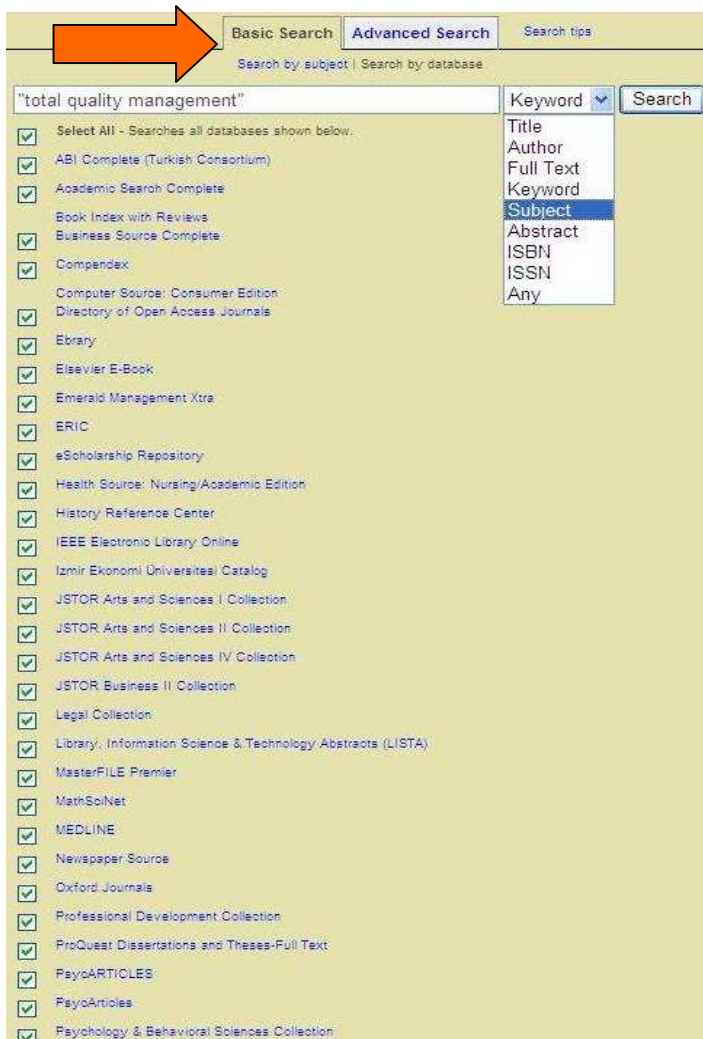 Basic Search Advanced Search Search tips
Search by subject | Search by database
"total quality management" Keyword Search
Select All - Searches all databases shown below.
Title
Author
Full Text
Keyword
Subject
Abstract
ISBN
ISSN
Any
ABI Complete (Turkish Consortium)
Academic Search Complete
Book Index with Reviews
Business Source Complete
Compendex
Computer Source: Consumer Edition
Directory of Open Access Journals
Ebrary
Elsevier E-Book
Emerald Management Xtra
ERIC
eScholarship Repository
Health Source: Nursing/Academic Edition
History Reference Center
IEEE Electronic Library Online
Izmir Ekonomi Üniversitesi Catalog
JSTOR Arts and Sciences I Collection
JSTOR Arts and Sciences II Collection
JSTOR Arts and Sciences IV Collection
JSTOR Business II Collection
Legal Collection
Library, Information Science & Technology Abstracts (LISTA)
MasterFILE Premier
MathSciNet
MEDLINE
Newspaper Source
Oxford Journals
Professional Development Collection
ProQuest Dissertations and Theses-Full Text
PsycARTICLES
PsycArticles
Psychology & Behavioral Sciences Collection